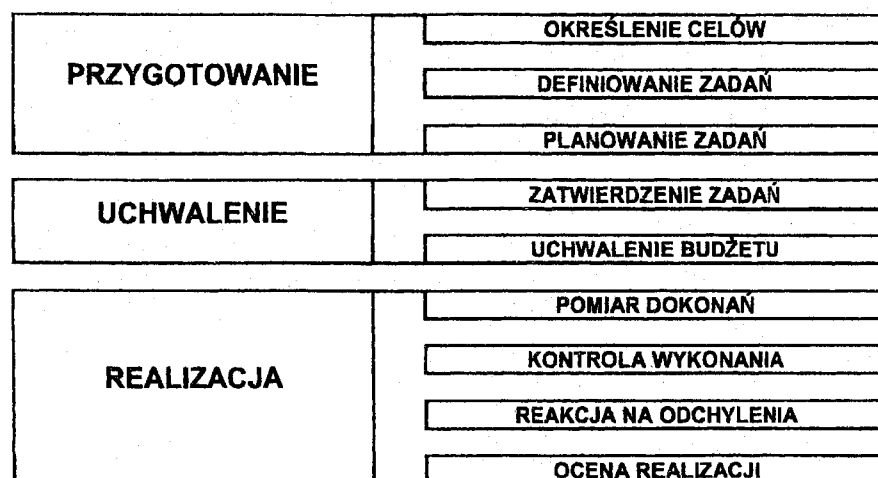 PRZYGOTOWANIE
OKREŚLENIE CELÓW
DEFINIOWANIE ZADAŃ
PLANOWANIE ZADAŃ
UCHWALENIE
ZATWIERDZENIE ZADAŃ
UCHWALENIE BUDŻETU
REALIZACJA
POMIAR DOKONAŃ
KONTROLA WYKONANIA
REAKCJA NA ODCHYLENIA
OCENA REALIZACJI